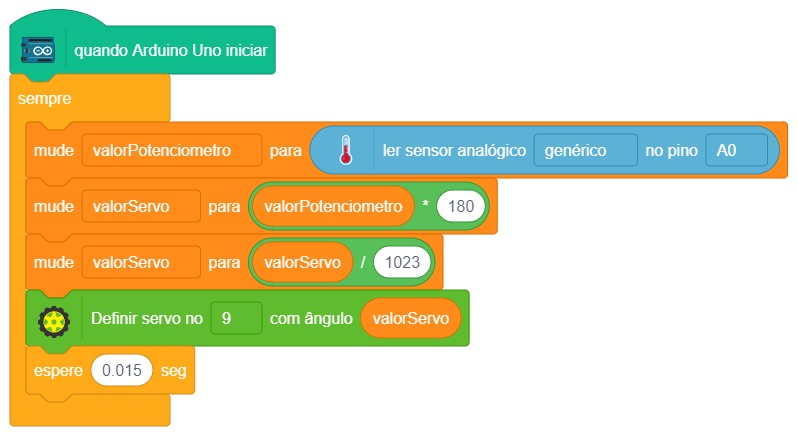 quando Arduino Uno iniciar
sempre
mude valorPotenciometro para ler sensor analógico genérico no pino A0
mude valorServo para valorPotenciometro * 180
mude valorServo para valorServo / 1023
Definir servo no 9 com ângulo valorServo
espere 0.015 seg